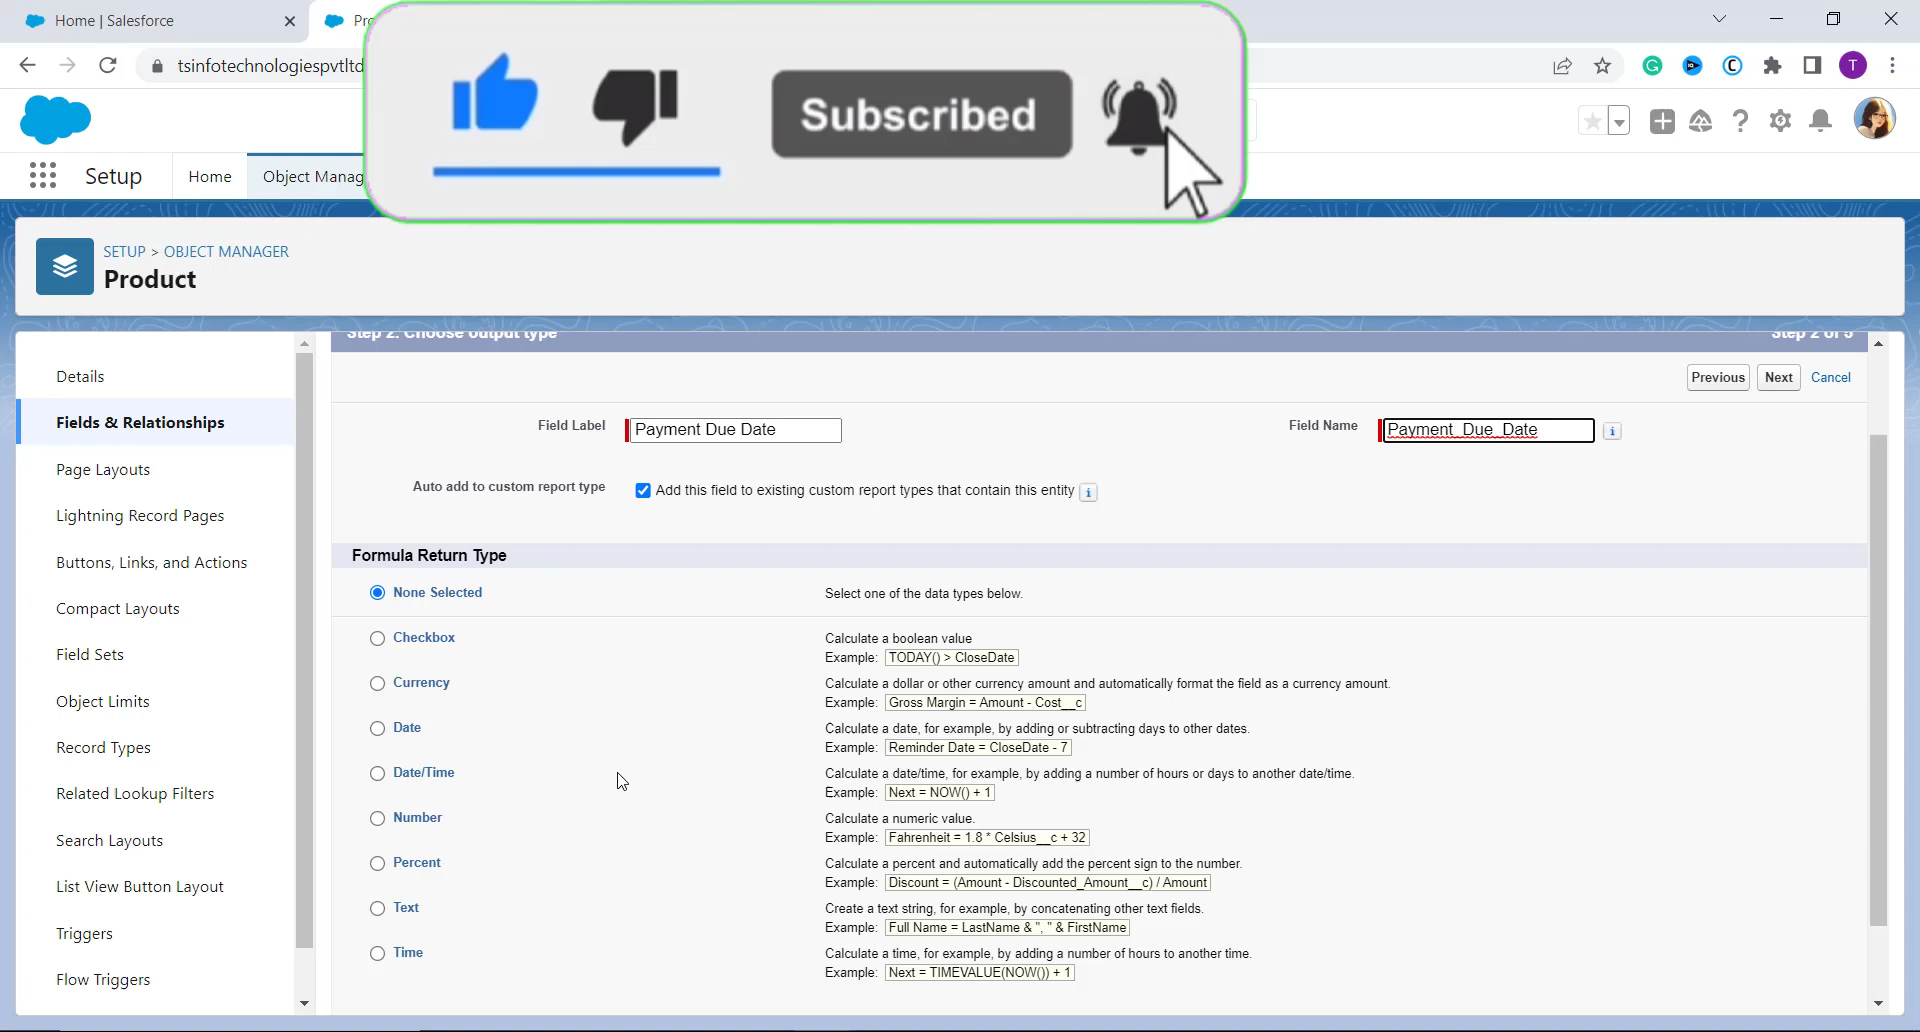 Home | Salesforce
Pro
tsinfotechnologiespvtltd
T
Subscribed
Setup
Home
Object Manag
SETUP > OBJECT MANAGER
Product
Step 2. Choose output type
Step 2 of 5
Details
Fields & Relationships
Page Layouts
Lightning Record Pages
Buttons, Links, and Actions
Compact Layouts
Field Sets
Object Limits
Record Types
Related Lookup Filters
Search Layouts
List View Button Layout
Triggers
Flow Triggers
Previous
Next
Cancel
Field Label
Payment Due Date
Field Name
Payment_Due_Date
Auto add to custom report type
Add this field to existing custom report types that contain this entity
Formula Return Type
None Selected
Select one of the data types below.
Checkbox
Calculate a boolean value
Example: TODAY() > CloseDate
Currency
Calculate a dollar or other currency amount and automatically format the field as a currency amount.
Example: Gross Margin = Amount - Cost__c
Date
Calculate a date, for example, by adding or subtracting days to other dates.
Example: Reminder Date = CloseDate - 7
Date/Time
Calculate a date/time, for example, by adding a number of hours or days to another date/time.
Example: Next = NOW() + 1
Number
Calculate a numeric value.
Example: Fahrenheit = 1.8 * Celsius__c + 32
Percent
Calculate a percent and automatically add the percent sign to the number.
Example: Discount = (Amount - Discounted_Amount__c) / Amount
Text
Create a text string, for example, by concatenating other text fields.
Example: Full Name = LastName & ", " & FirstName
Time
Calculate a time, for example, by adding a number of hours to another time.
Example: Next = TIMEVALUE(NOW()) + 1